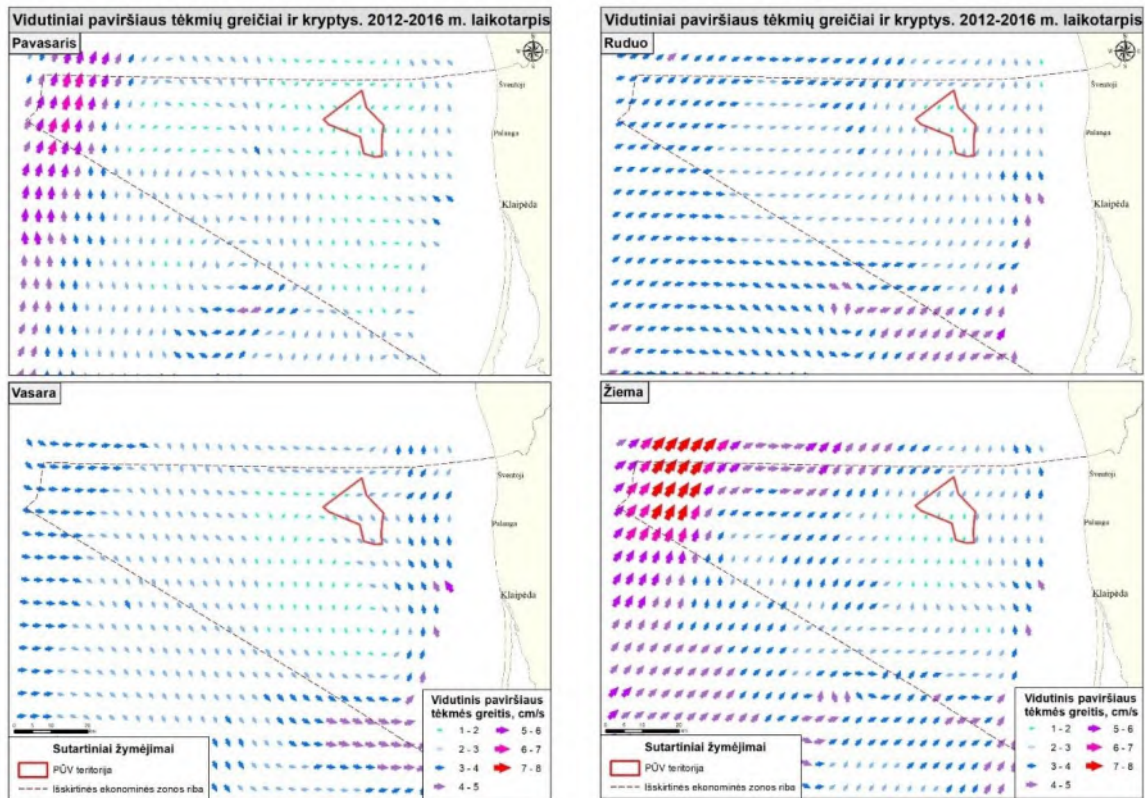 Vidutiniai paviršiaus tėkmių greičiai ir kryptys. 2012-2016 m. laikotarpis
Pavasaris
Šventoji
Palanga
Klaipėda
Vidutiniai paviršiaus tėkmių greičiai ir kryptys. 2012-2016 m. laikotarpis
Ruduo
Šventoji
Palanga
Klaipėda
Vasara
Šventoji
Palanga
Klaipėda
Vidutinis paviršiaus
tėkmės greitis, cm/s
1 - 2
5 - 6
2 - 3
6 - 7
3 - 4
7 - 8
4 - 5
Sutartiniai žymėjimai
PŪV teritorija
Išskirtinės ekonominės zonos riba
Žiema
Šventoji
Palanga
Klaipėda
Vidutinis paviršiaus
tėkmės greitis, cm/s
1 - 2
5 - 6
2 - 3
6 - 7
3 - 4
7 - 8
4 - 5
Sutartiniai žymėjimai
PŪV teritorija
Išskirtinės ekonominės zonos riba